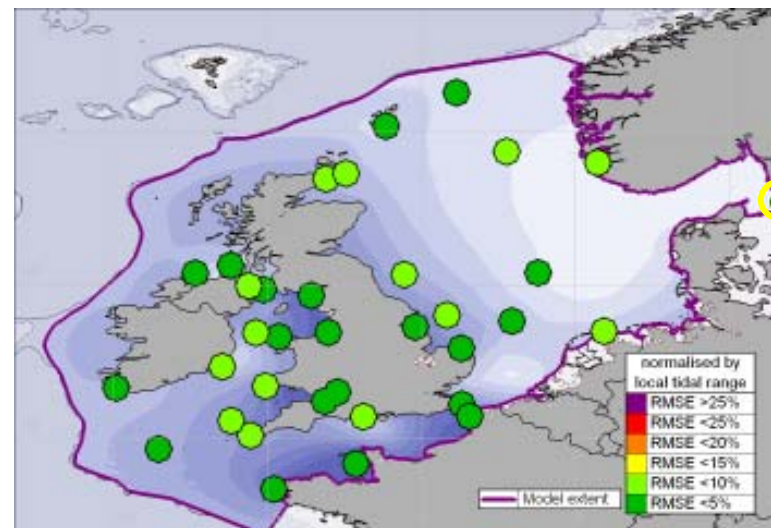 normalised by
local tidal range
RMSE >25%
RMSE <25%
RMSE <20%
RMSE <15%
RMSE <10%
RMSE <5%
Model extent